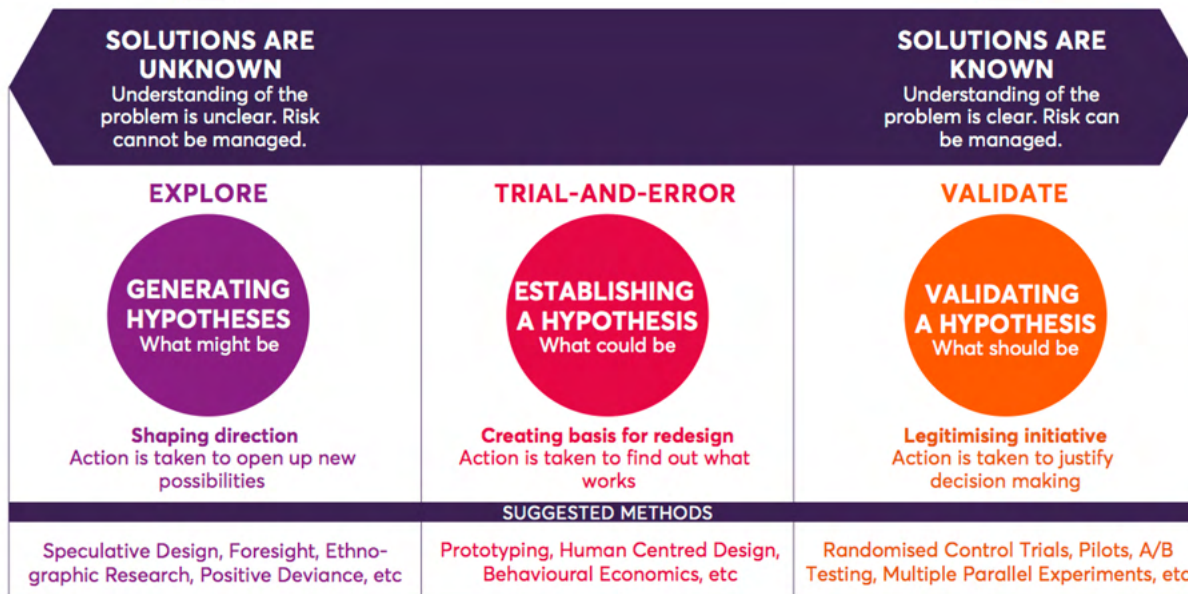 SOLUTIONS ARE
UNKNOWN
Understanding of the
problem is unclear. Risk
cannot be managed.
SOLUTIONS ARE
KNOWN
Understanding of the
problem is clear. Risk can
be managed.
EXPLORE
GENERATING
HYPOTHESES
What might be
Shaping direction
Action is taken to open up new
possibilities
TRIAL-AND-ERROR
ESTABLISHING
A HYPOTHESIS
What could be
Creating basis for redesign
Action is taken to find out what
works
VALIDATE
VALIDATING
A HYPOTHESIS
What should be
Legitimising initiative
Action is taken to justify
decision making
SUGGESTED METHODS
Speculative Design, Foresight, Ethno-
graphic Research, Positive Deviance, etc
Prototyping, Human Centred Design,
Behavioural Economics, etc
Randomised Control Trials, Pilots, A/B
Testing, Multiple Parallel Experiments, etc